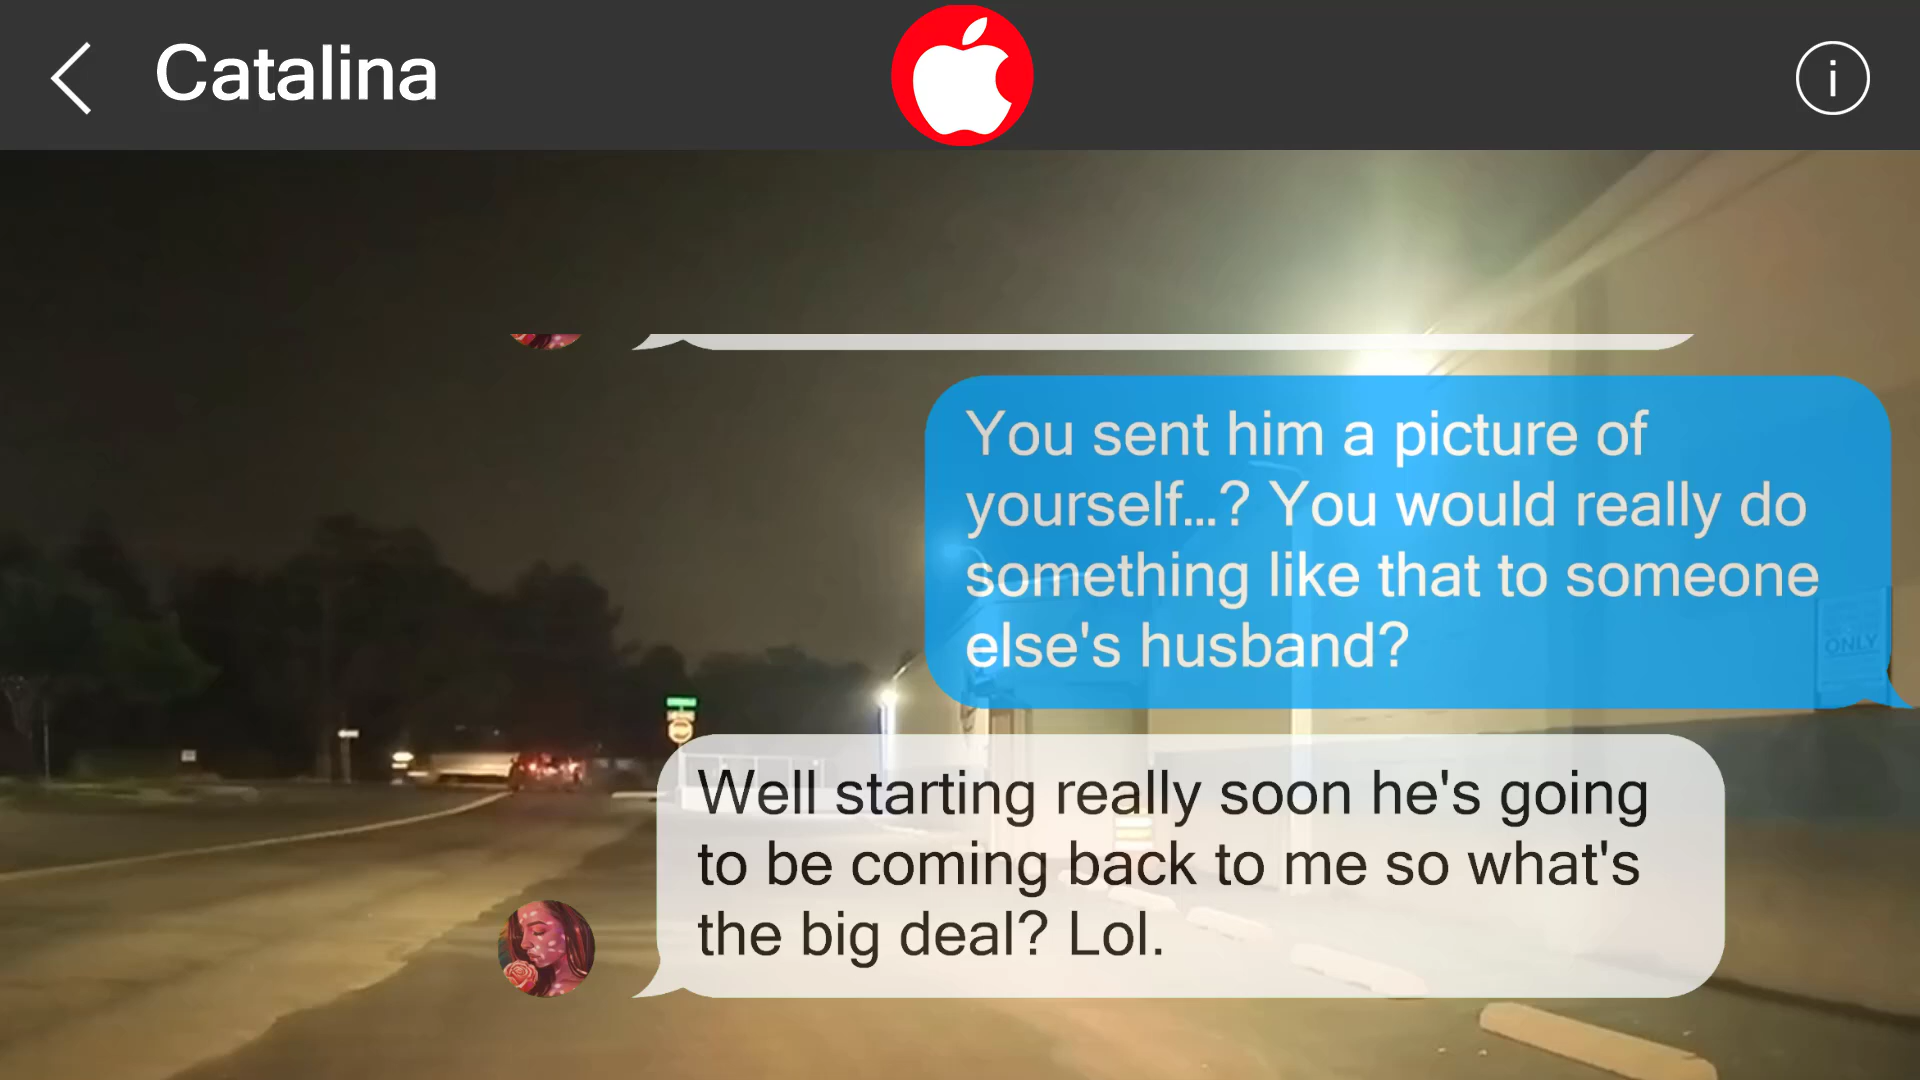 Catalina
i
You sent him a picture of
yourself...? You would really do
something like that to someone
else's husband?
ONLY
Well starting really soon he's going
to be coming back to me so what's
the big deal? Lol.